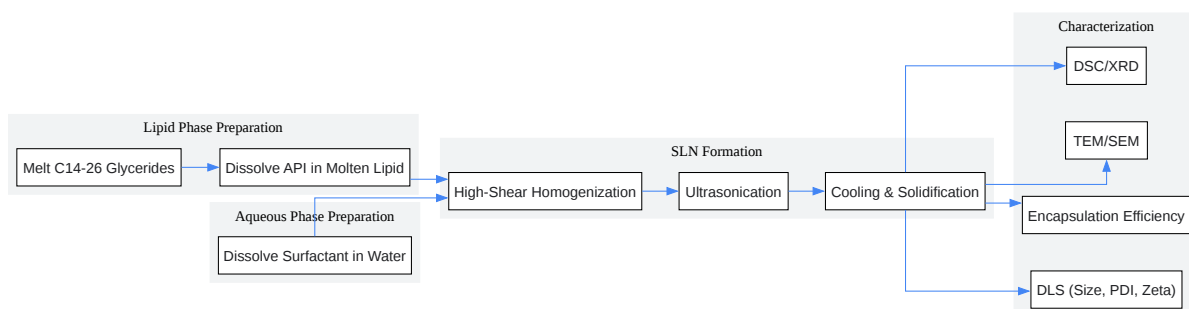 Characterization
DSC/XRD
Lipid Phase Preparation
Melt C14-26 Glycerides
Dissolve API in Molten Lipid
TEM/SEM
SLN Formation
High-Shear Homogenization
Ultrasonication
Cooling & Solidification
Aqueous Phase Preparation
Dissolve Surfactant in Water
Encapsulation Efficiency
DLS (Size, PDI, Zeta)